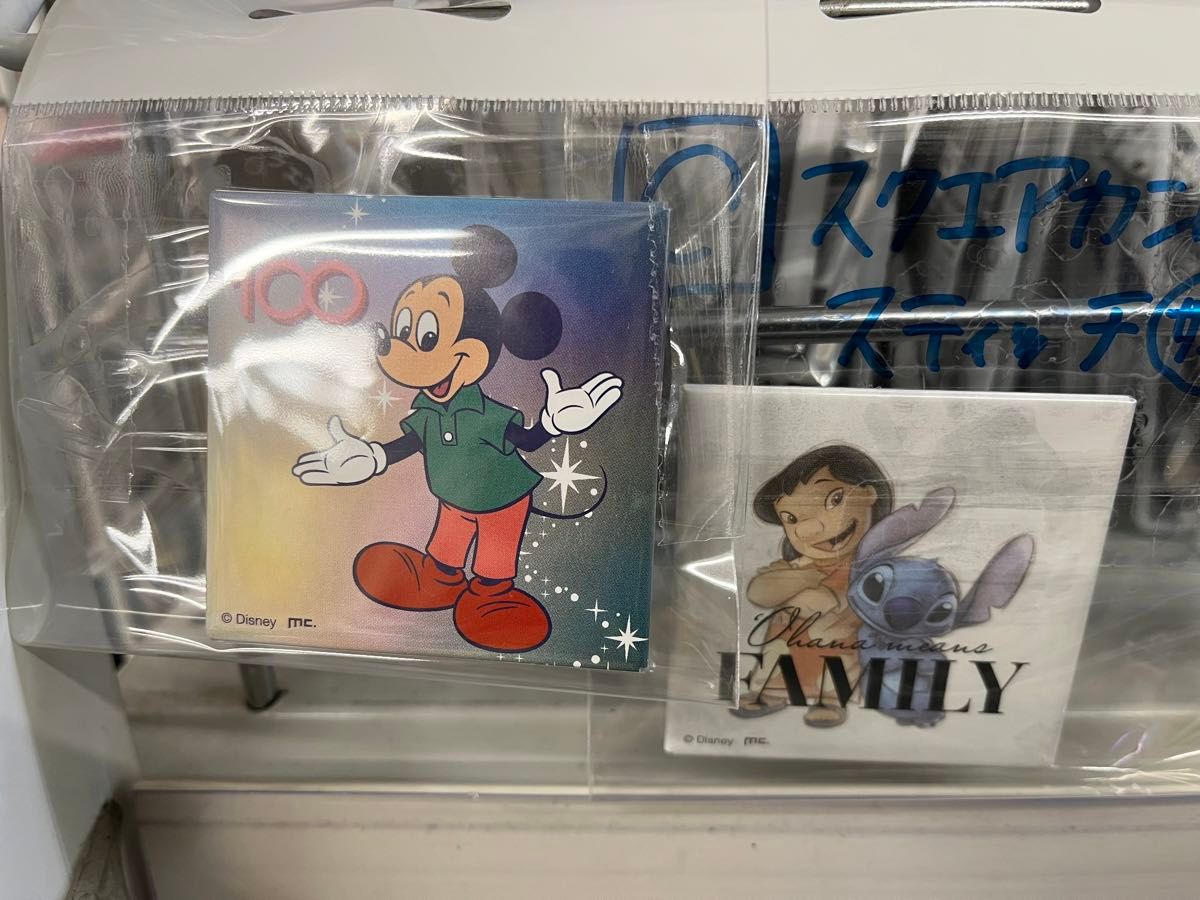 100
© Disney mc.
スクエアカン
スティッチ
'Ohana means
FAMILY
© Disney mc.